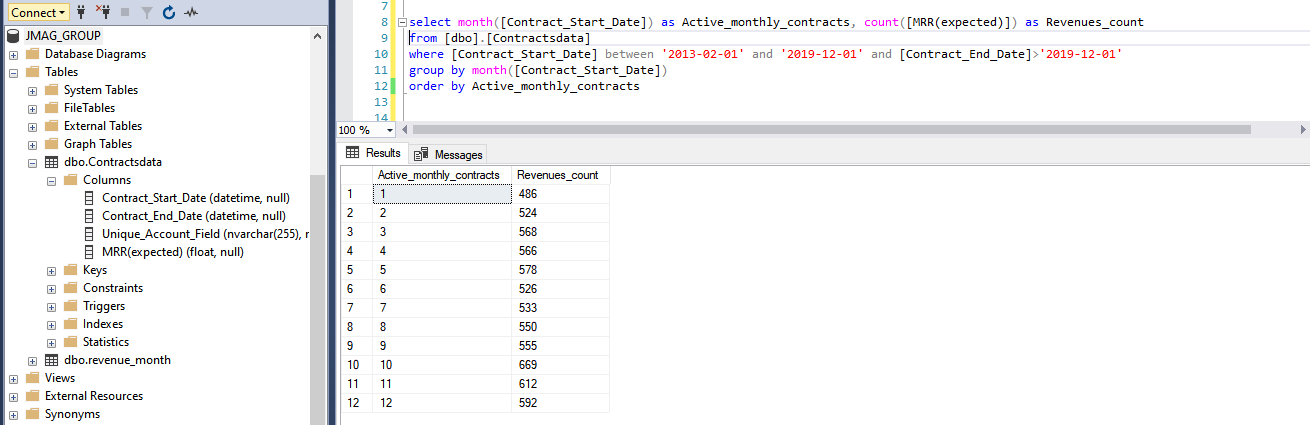 Connect
JMAG_GROUP
Database Diagrams
Tables
System Tables
FileTables
External Tables
Graph Tables
dbo.Contractsdata
Columns
Contract_Start_Date (datetime, null)
Contract_End_Date (datetime, null)
Unique_Account_Field (nvarchar(255), n
MRR(expected) (float, null)
Keys
Constraints
Triggers
Indexes
Statistics
dbo.revenue_month
Views
External Resources
Synonyms
7
8 select month([Contract_Start_Date]) as Active_monthly_contracts, count([MRR(expected)]) as Revenues_count
9 from [dbo].[Contractsdata]
10 where [Contract_Start_Date] between '2013-02-01' and '2019-12-01' and [Contract_End_Date]>'2019-12-01'
11 group by month([Contract_Start_Date])
12 order by Active_monthly_contracts
13
14
100 %
Results Messages
Active_monthly_contracts Revenues_count
1 1 486
2 2 524
3 3 568
4 4 566
5 5 578
6 6 526
7 7 533
8 8 550
9 9 555
10 10 669
11 11 612
12 12 592